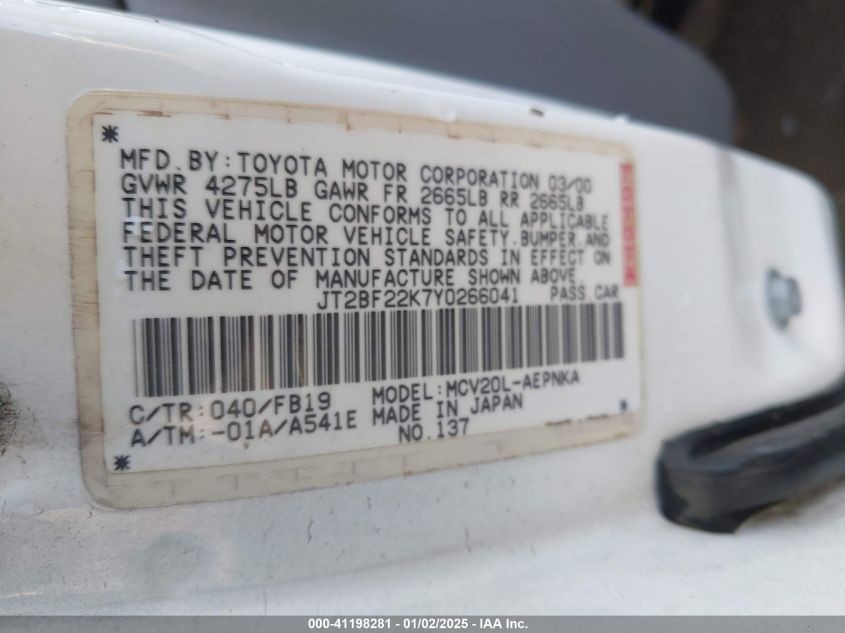 MFD.BY:TOYOTA MOTOR CORPORATION 03/00
GVWR 4275LB GAWR FR 2665LB RR 2665LB
THIS VEHICLE CONFORMS TO ALL APPLICABLE
FEDERAL MOTOR VEHICLE SAFETY.BUMPER.AND
THEFT PREVENTION STANDARDS IN EFFECT ON
THE DATE OF MANUFACTURE SHOWN ABOVE.
JT2BF22K7Y0266041 PASS.CAR
C/TR:040/FB19 MODEL:MCV20L-AEPNKA
A/TM:-01A/A541E MADE IN JAPAN
NO.137
000-41198281 - 01/02/2025 - IAA Inc.